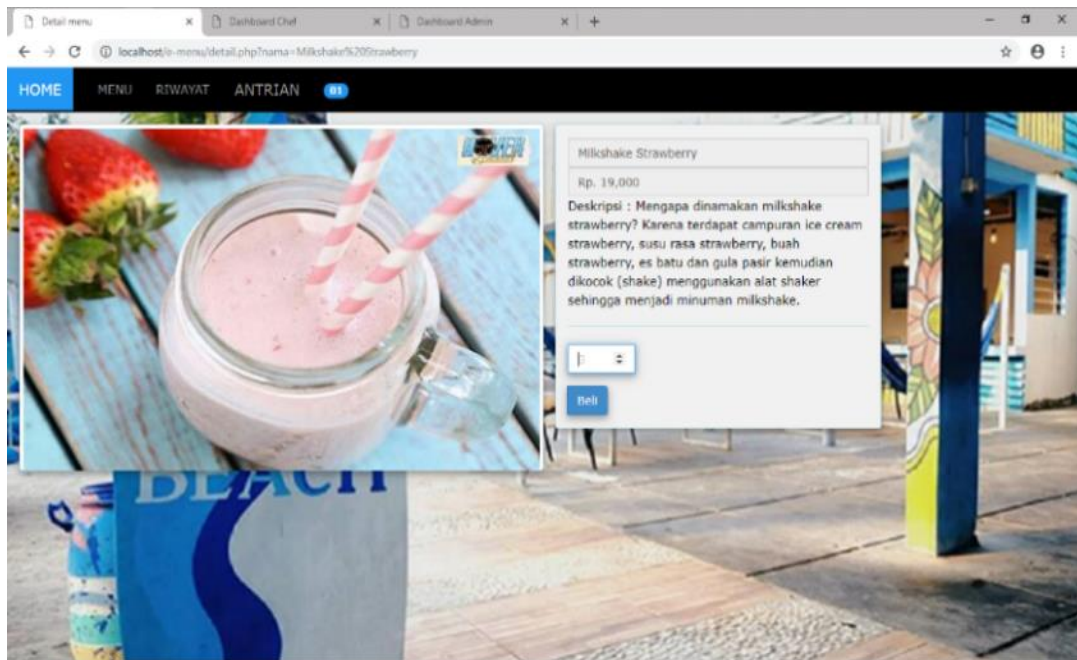 Detail menu
Dashboard Chef
Dashboard Admin
localhost/e-menu/detail.php?nama=Milkshake%20Strawberry
HOME MENU RIWAYAT ANTRIAN 01
Milkshake Strawberry
Rp. 19,000
Deskripsi : Mengapa dinamakan milkshake
strawberry? Karena terdapat campuran ice cream
strawberry, susu rasa strawberry, buah
strawberry, es batu dan gula pasir kemudian
dikocok (shake) menggunakan alat shaker
sehingga menjadi minuman milkshake.
Beli
BEACH